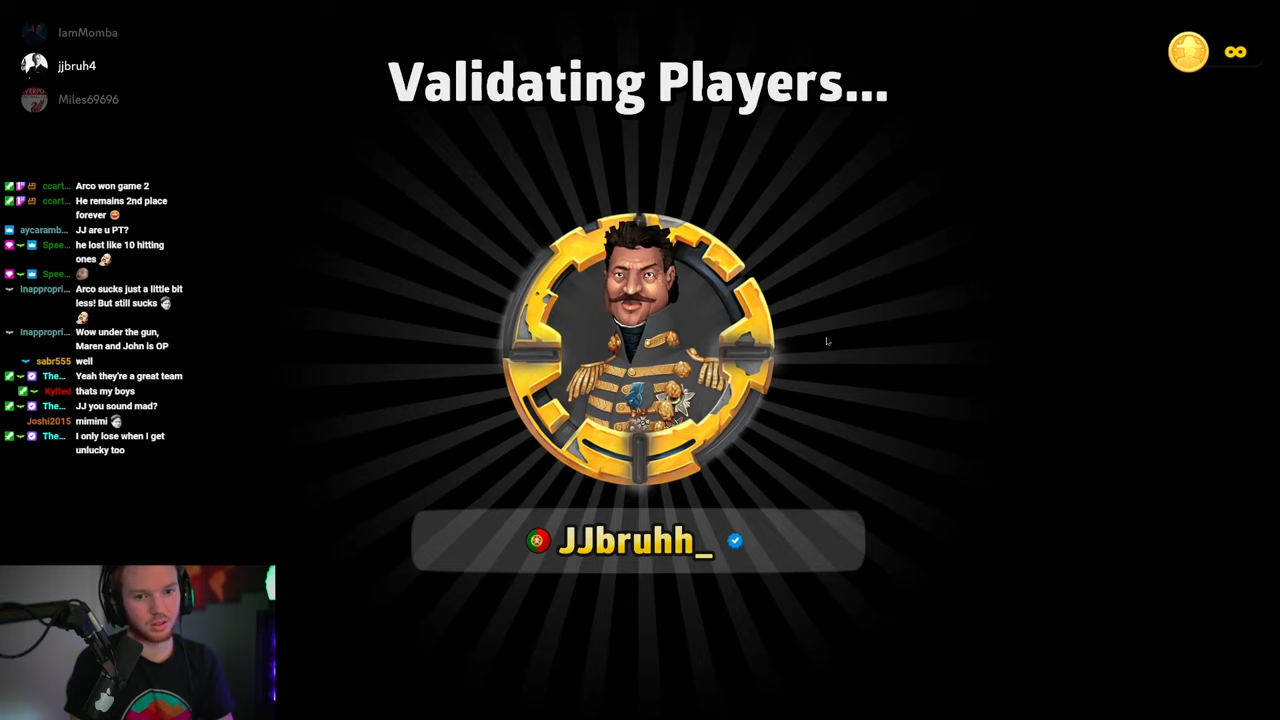 IamMomba
jjbruh4
Miles69696
Validating Players...
∞
ccart... Arco won game 2
ccart... He remains 2nd place
forever
aycaramb... JJ are u PT?
Spee... he lost like 10 hitting
ones
Spee...
Inappropri... Arco sucks just a little bit
less! But still sucks
Inappropri... Wow under the gun,
Maren and John is OP
sabr555 well
The... Yeah they're a great team
Kylted thats my boys
The... JJ you sound mad?
Joshi2015 mimimi
The... I only lose when I get
unlucky too
JJbruhh_